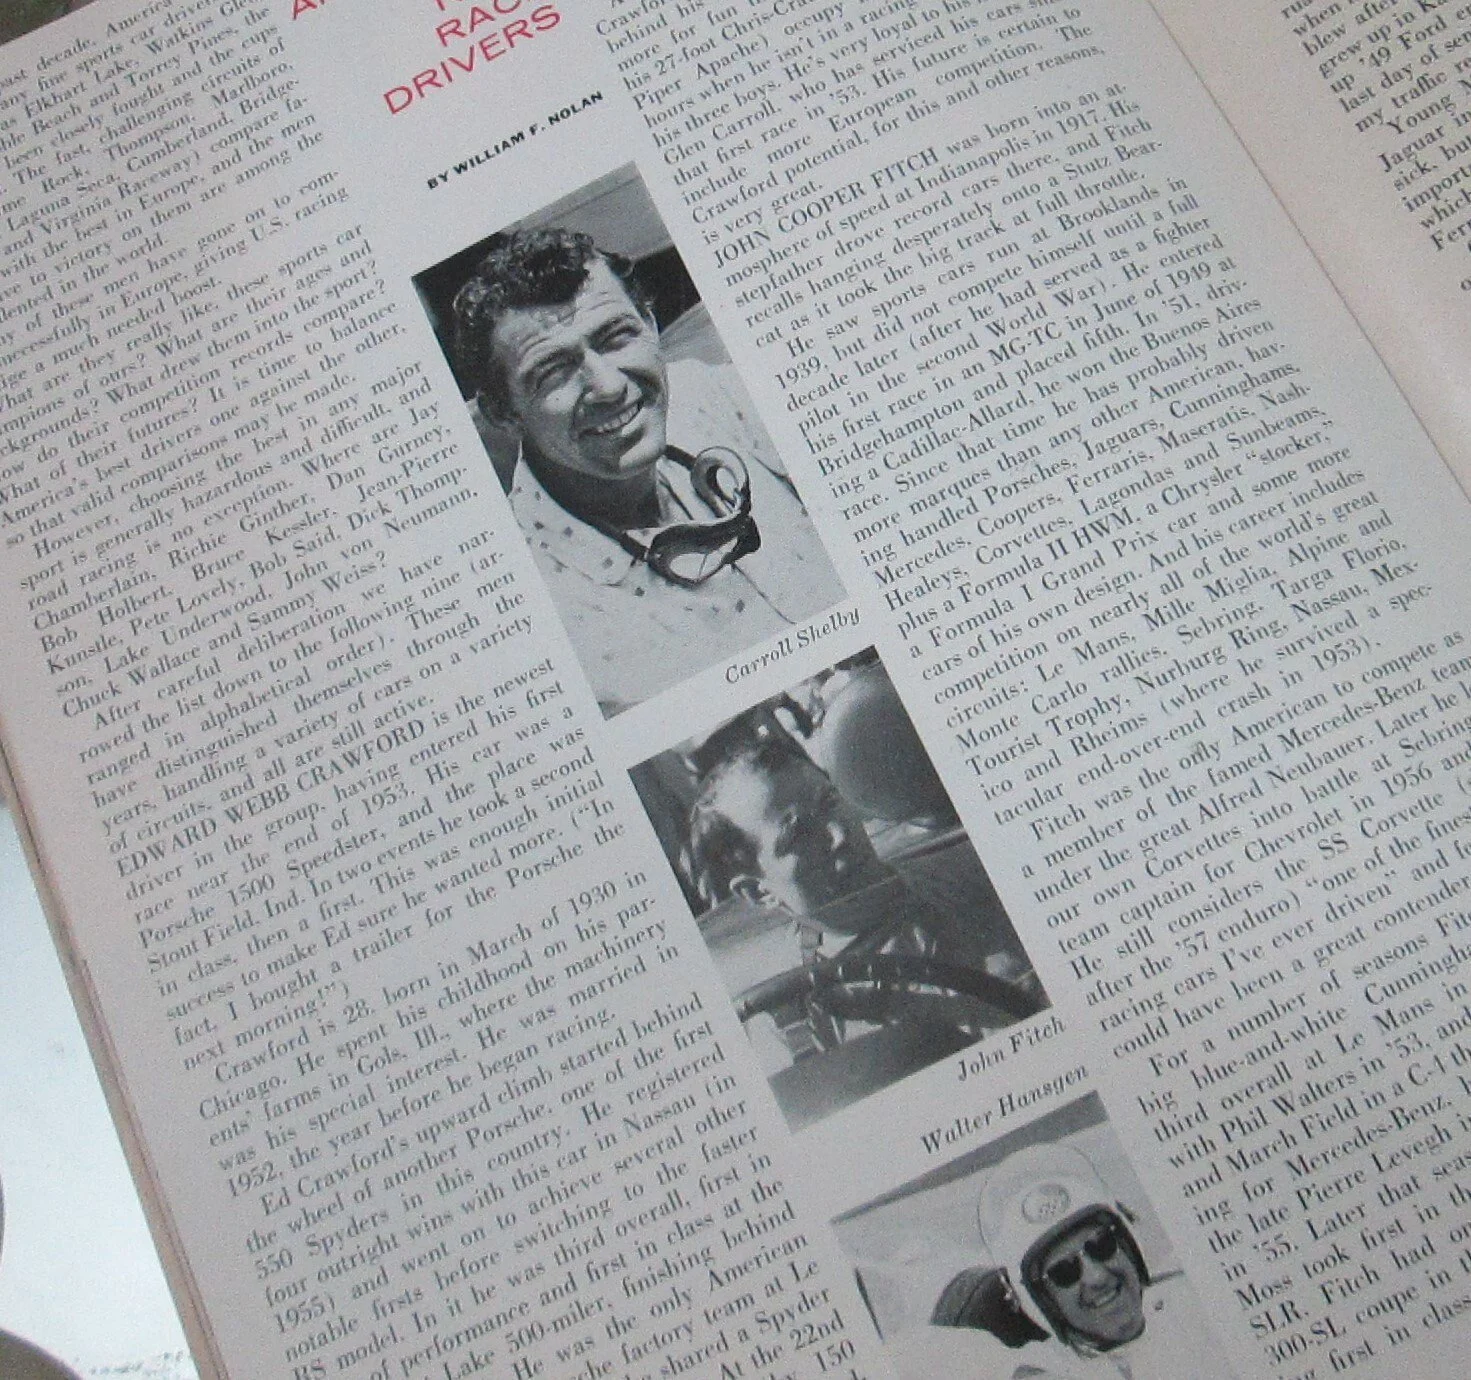 RAC
DRIVERS
BY WILLIAM F. NOLAN
ast decade, America
any fine sports car drivers
as Elkhart Lake, Watkins Gle
ble Beach and Torrey Pines, the
been closely fought and the cups
. The fast, challenging circuits of
me Rock, Thompson, Marlboro,
Laguna Seca, Cumberland, Bridge-
and Virginia Raceway) compare fa-
with the best in Europe, and the men
ve to victory on them are among the
lented in the world.
ny of these men have gone on to com-
uccessfully in Europe, giving U.S. racing
tige a much needed boost.
What are they really like, these sports car
mpions of ours? What are their ages and
ckgrounds? What drew them into the sport?
ow do their competition records compare?
What of their futures? It is time to balance
America's best drivers one against the other,
so that valid comparisons may be made.
However, choosing the best in any major
sport is generally hazardous and difficult, and
road racing is no exception. Where are Jay
Chamberlain, Richie Ginther, Dan Gurney,
Bob Holbert, Bruce Kessler, Jean-Pierre
Kunstle, Pete Lovely, Bob Said, Dick Thomp-
son, Lake Underwood, John von Neumann,
Chuck Wallace and Sammy Weiss?
After careful deliberation we have nar-
rowed the list down to the following nine (ar-
ranged in alphabetical order). These men
have distinguished themselves through the
years, handling a variety of cars on a variety
of circuits, and all are still active.
EDWARD WEBB CRAWFORD is the newest
driver in the group, having entered his first
race near the end of 1953. His car was a
Porsche 1500 Speedster, and the place was
Stout Field, Ind. In two events he took a second
in class, then a first. This was enough initial
success to make Ed sure he wanted more. ("In
fact, I bought a trailer for the Porsche the
next morning!")
Crawford is 28, born in March of 1930 in
Chicago. He spent his childhood on his par-
ents' farms in Gols, Ill., where the machinery
was his special interest. He was married in
1952, the year before he began racing.
Ed Crawford's upward climb started behind
the wheel of another Porsche, one of the first
550 Spyders in this country. He registered
four outright wins with this car in Nassau (in
1955) and went on to achieve several other
notable firsts before switching to the faster
RS model. In it he was third overall, first in
of performance and first in class at the
Lake 500-miler, finishing behind
He was the only American
che factory team at Le
shared a Spyder
At the 22nd
150
Carroll Shelby
John Fitch
Walter Hansgen
Crawfor
behind his
more for fun t
his 27-foot Chris-Cra
Piper Apache) occupy
hours when he isn't in a racing
his three boys. He's very loyal to his
Glen Carroll, who has serviced his cars sin
that first race in '53. His future is certain to
include more European competition. The
Crawford potential, for this and other reasons,
is very great.
JOHN COOPER FITCH was born into an at-
mosphere of speed at Indianapolis in 1917. His
stepfather drove record cars there, and Fitch
recalls hanging desperately onto a Stutz Bear-
cat as it took the big track at full throttle.
He saw sports cars run at Brooklands in
1939, but did not compete himself until a full
decade later (after he had served as a fighter
pilot in the second World War). He entered
his first race in an MG-TC in June of 1949 at
Bridgehampton and placed fifth. In '51, driv-
ing a Cadillac-Allard, he won the Buenos Aires
race. Since that time he has probably driven
more marques than any other American, hav-
ing handled Porsches, Jaguars, Cunninghams,
Mercedes, Coopers, Ferraris, Maseratis, Nash-
Healeys, Corvettes, Lagondas and Sunbeams,
plus a Formula II HWM, a Chrysler "stocker,"
a Formula I Grand Prix car and some more
cars of his own design. And his career includes
competition on nearly all of the world's great
circuits: Le Mans, Mille Miglia, Alpine and
Monte Carlo rallies, Sebring, Targa Florio,
Tourist Trophy, Nurburg Ring, Nassau, Mex-
ico and Rheims (where he survived a spec-
tacular end-over-end crash in 1953).
Fitch was the only American to compete as
a member of the famed Mercedes-Benz team
under the great Alfred Neubauer. Later he l
our own Corvettes into battle at Sebring
team captain for Chevrolet in 1956 and
He still considers the SS Corvette (
after the '57 enduro) "one of the fines
racing cars I've ever driven" and fe
could have been a great contender
For a number of seasons Fitc
big blue-and-white Cunningha
third overall at Le Mans in
with Phil Walters in '53, and
and March Field in a C-4
ing for Mercedes-Benz,
the late Pierre Levegh i
in '55. Later that seas
Moss took first in th
SLR. Fitch had on
300-SL coupe in t
ing first in class
rus
when
blew after
grew up in Ka
up '49 Ford e
last day of sen
my traffic re
Young M
Jaguar in
sick, bu
import
which
Ferr